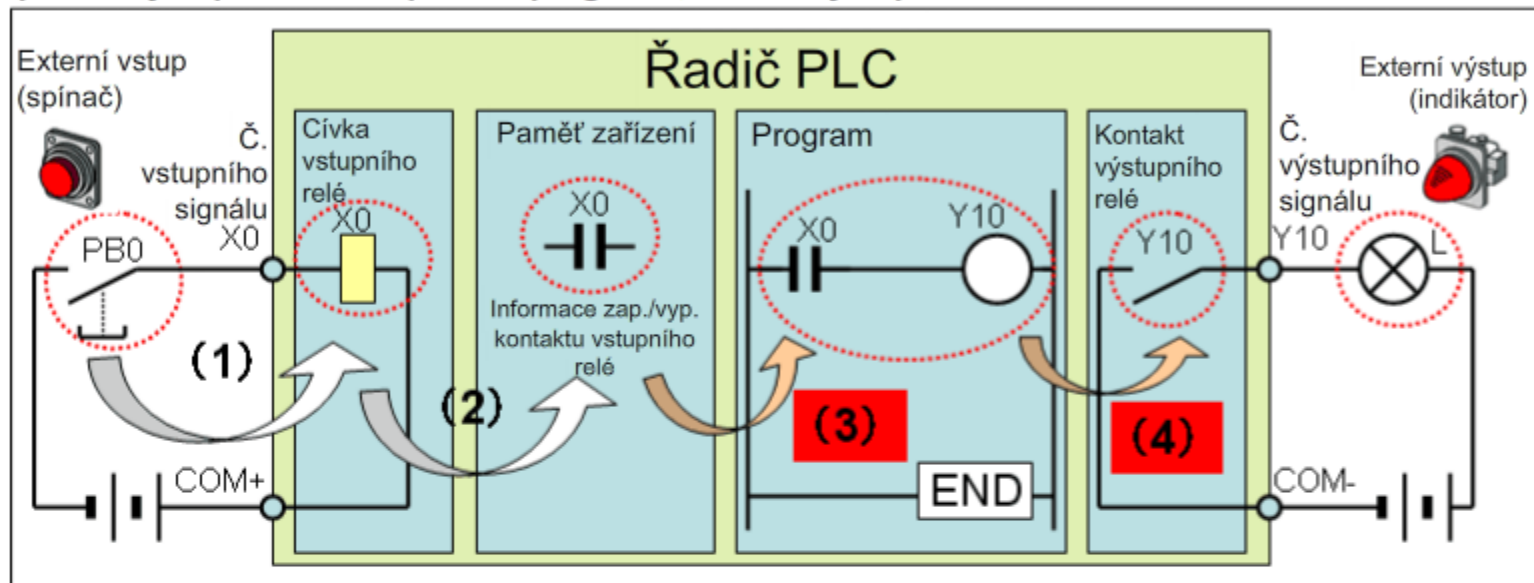 Řadič PLC
Externí vstup
(spínač)
Č.
vstupního
signálu
X0
PB0
(1)
COM+
Cívka
vstupního
relé
X0
(2)
Paměť zařízení
X0
Informace zap./vyp.
kontaktu vstupního
relé
Program
X0
Y10
(3)
END
Kontakt
výstupního
relé
Y10
(4)
Č.
výstupního
signálu
Y10
COM-
Externí výstup
(indikátor)
L